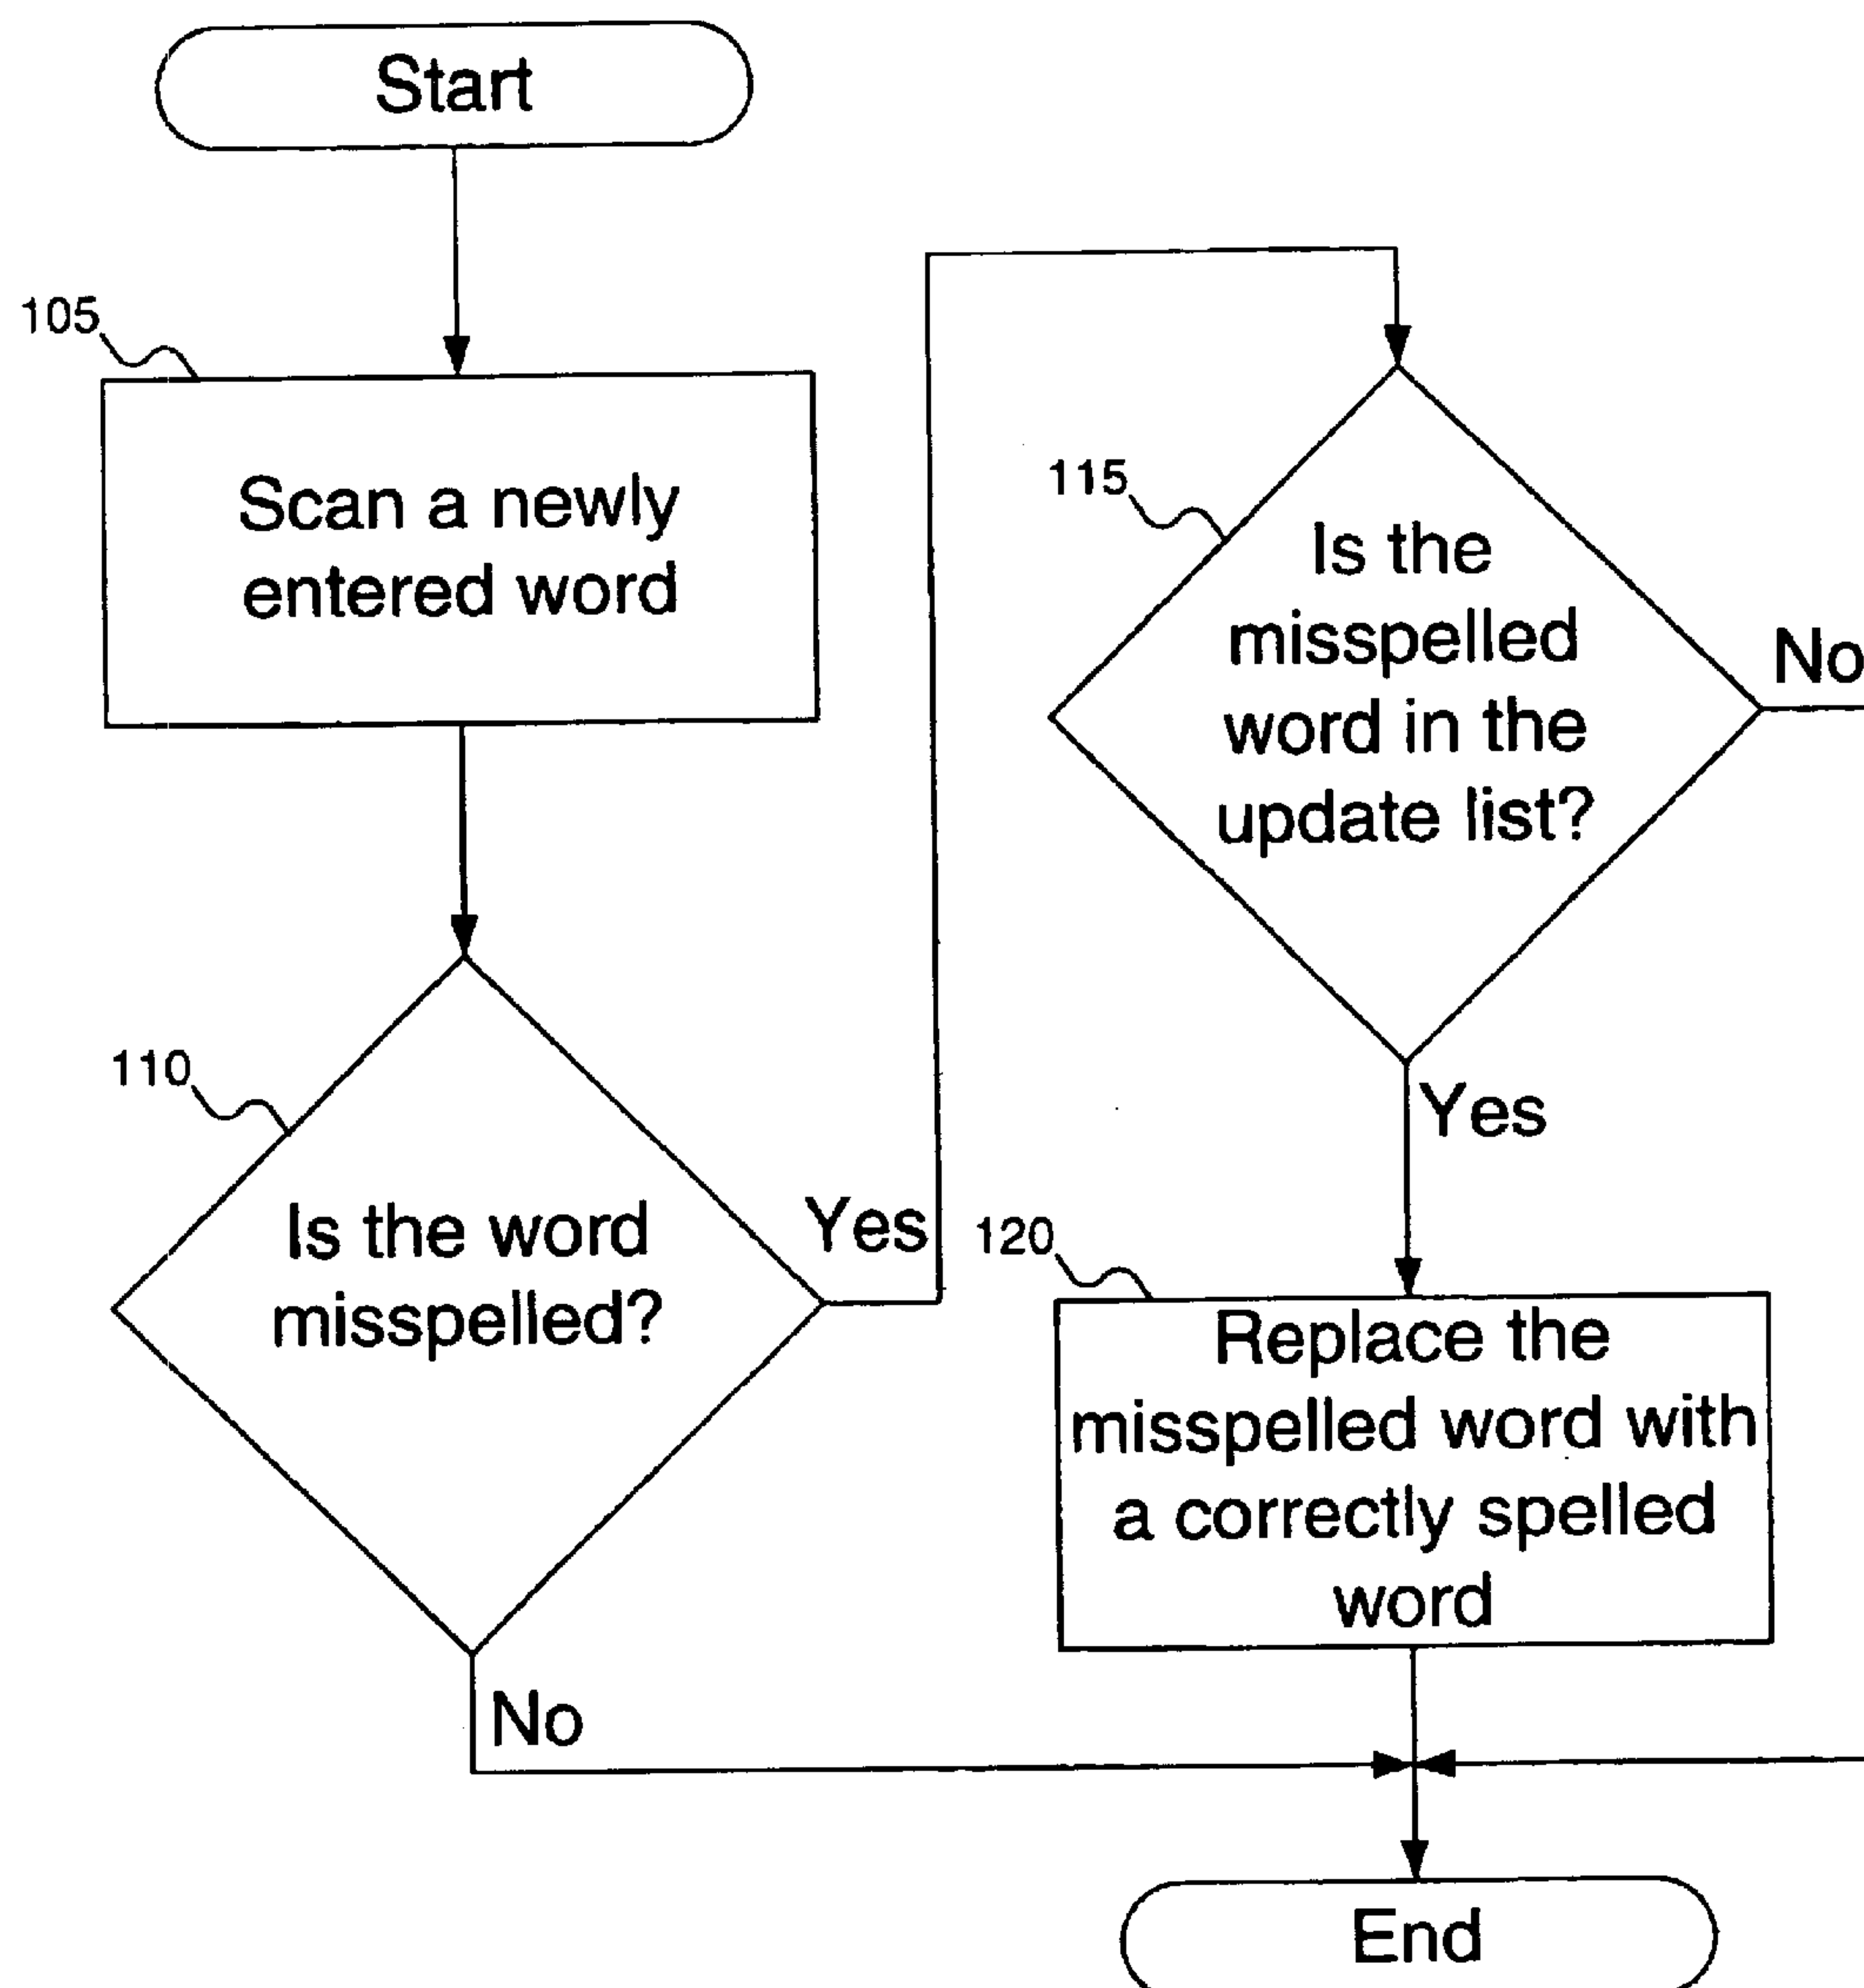 Start
105
Scan a newly
entered word
110
Is the word
misspelled?
Yes
No
115
Is the
misspelled
word in the
update list?
No
Yes
120
Replace the
misspelled word with
a correctly spelled
word
End